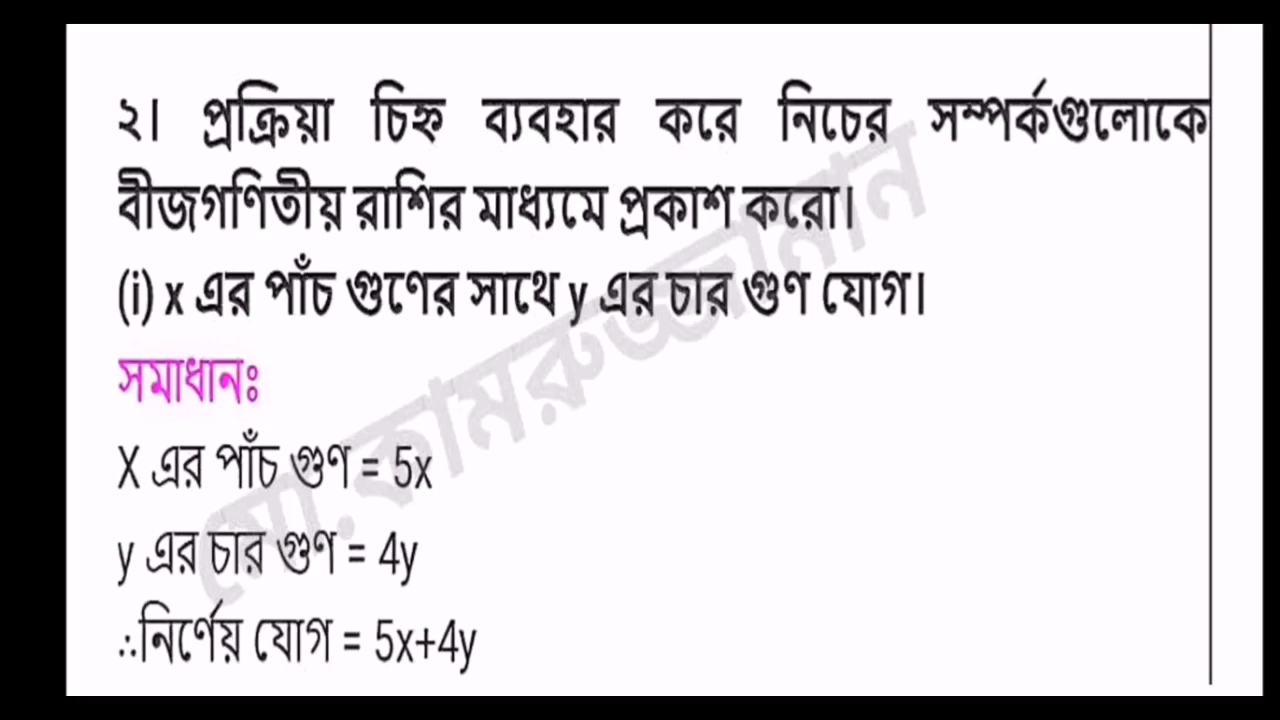 ২। প্রক্রিয়া চিহ্ন ব্যবহার করে নিচের সম্পর্কগুলোকে
বীজগণিতীয় রাশির মাধ্যমে প্রকাশ করো।
(i) x এর পাঁচ গুণের সাথে y এর চার গুণ যোগ।
সমাধানঃ
X এর পাঁচ গুণ = 5x
y এর চার গুণ = 4y
∴নির্ণেয় যোগ = 5x+4y
মো.কামরুজ্জামান